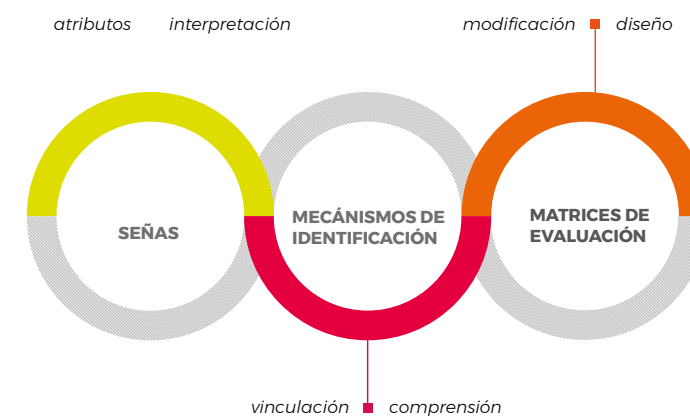 atributos interpretación
modificación diseño
SEÑAS
MECÁNISMOS DE
IDENTIFICACIÓN
MATRICES DE
EVALUACIÓN
vinculación comprensión